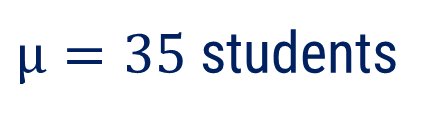 μ = 35 students